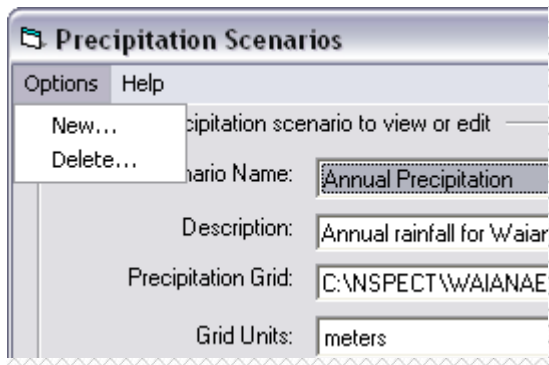 Precipitation Scenarios
Options Help
New...
Delete...
cipitation scenario to view or edit
nario Name: Annual Precipitation
Description: Annual rainfall for Waian
Precipitation Grid: C:\NSPECT\WAIANAE
Grid Units: meters